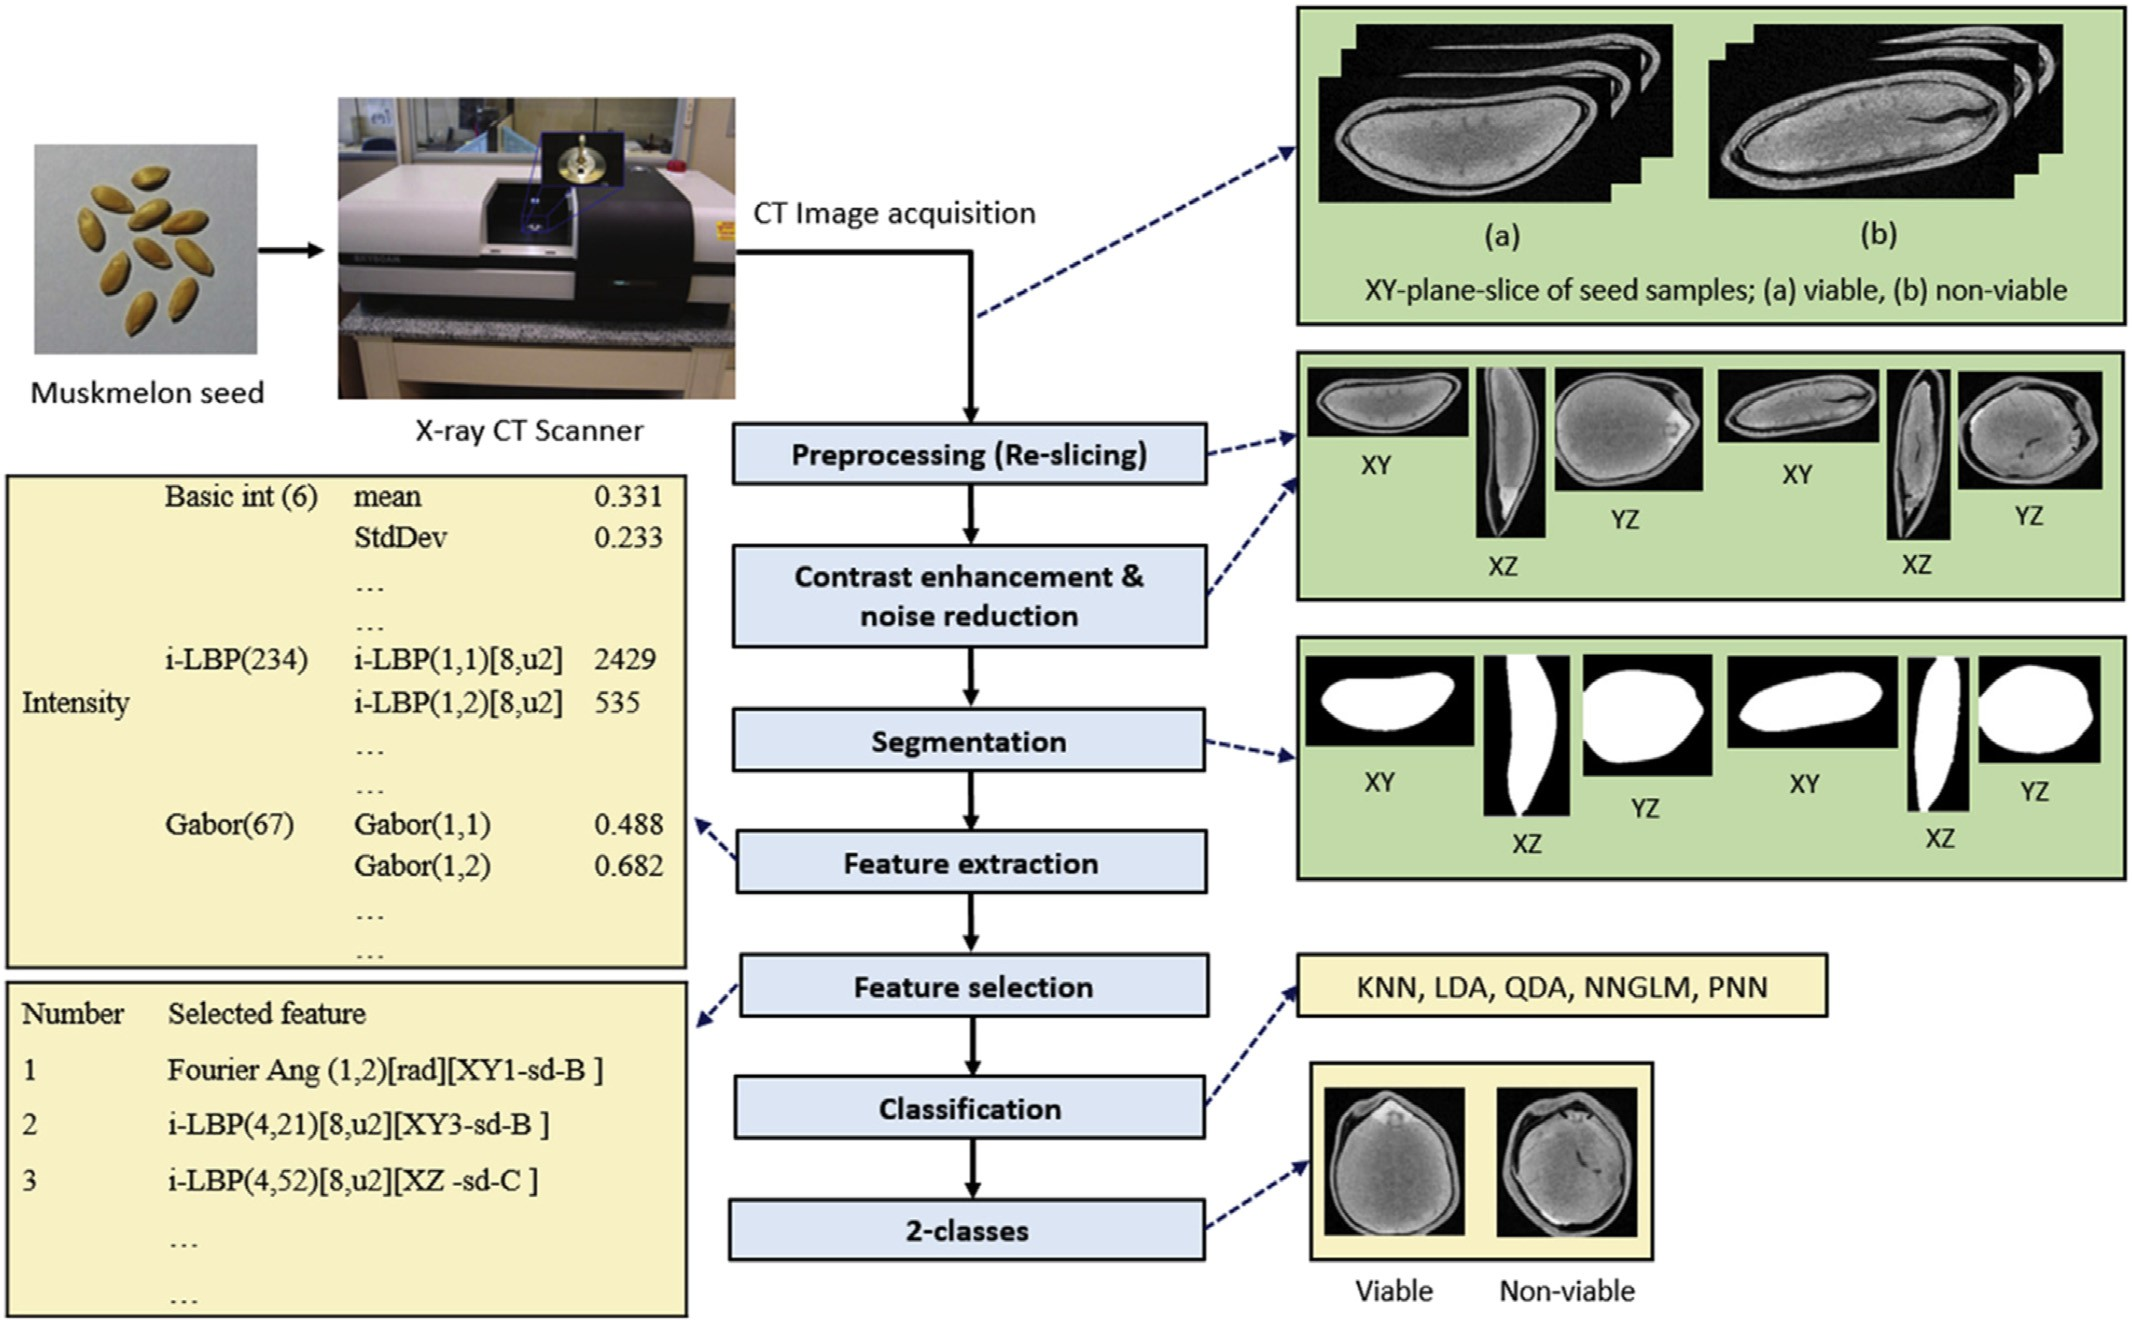 Muskmelon seed
SKYSCAN
X-ray CT Scanner
CT Image acquisition
(a)
(b)
XY-plane-slice of seed samples; (a) viable, (b) non-viable
Preprocessing (Re-slicing)
XY
XZ
YZ
XY
XZ
YZ
Contrast enhancement &
noise reduction
Segmentation
XY
XZ
YZ
XY
XZ
YZ
Feature extraction
Basic int (6) mean 0.331
StdDev 0.233
...
...
i-LBP(234) i-LBP(1,1)[8,u2] 2429
Intensity i-LBP(1,2)[8,u2] 535
...
...
Gabor(67) Gabor(1,1) 0.488
Gabor(1,2) 0.682
...
...
Feature selection
Number Selected feature
1 Fourier Ang (1,2)[rad][XY1-sd-B ]
2 i-LBP(4,21)[8,u2][XY3-sd-B ]
3 i-LBP(4,52)[8,u2][XZ -sd-C ]
...
...
Classification
KNN, LDA, QDA, NNGLM, PNN
2-classes
Viable
Non-viable